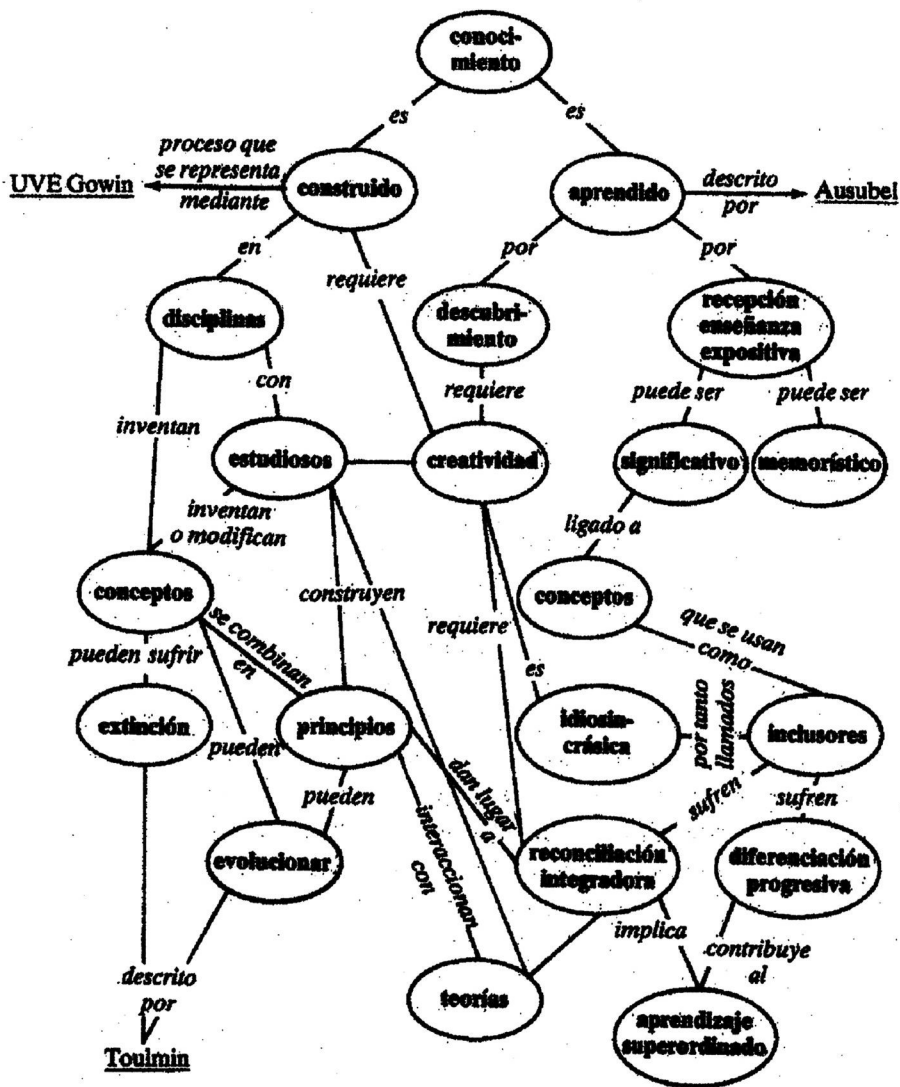 conoci-
miento
es
es
proceso que
se representa
mediante
UVE Gowin
construido
aprendido
descrito
por
Ausubel
en
requiere
por
por
disciplinas
descubri-
miento
recepción
enseñanza
expositiva
con
requiere
puede ser
puede ser
inventan
estudiosos
creatividad
significativo
memorístico
inventan
o modifican
ligado a
conceptos
construyen
conceptos
requiere
que se usan
como
se combinan
en
pueden sufrir
es
extinción
principios
idiosin-
crásica
por tanto
llamados
inclusores
pueden
pueden
dan lugar
a
sufren
sufren
interaccionan
con
evolucionar
reconciliación
integradora
diferenciación
progresiva
implica
contribuye
al
descrito
por
teorías
aprendizaje
superordinado
Toulmin